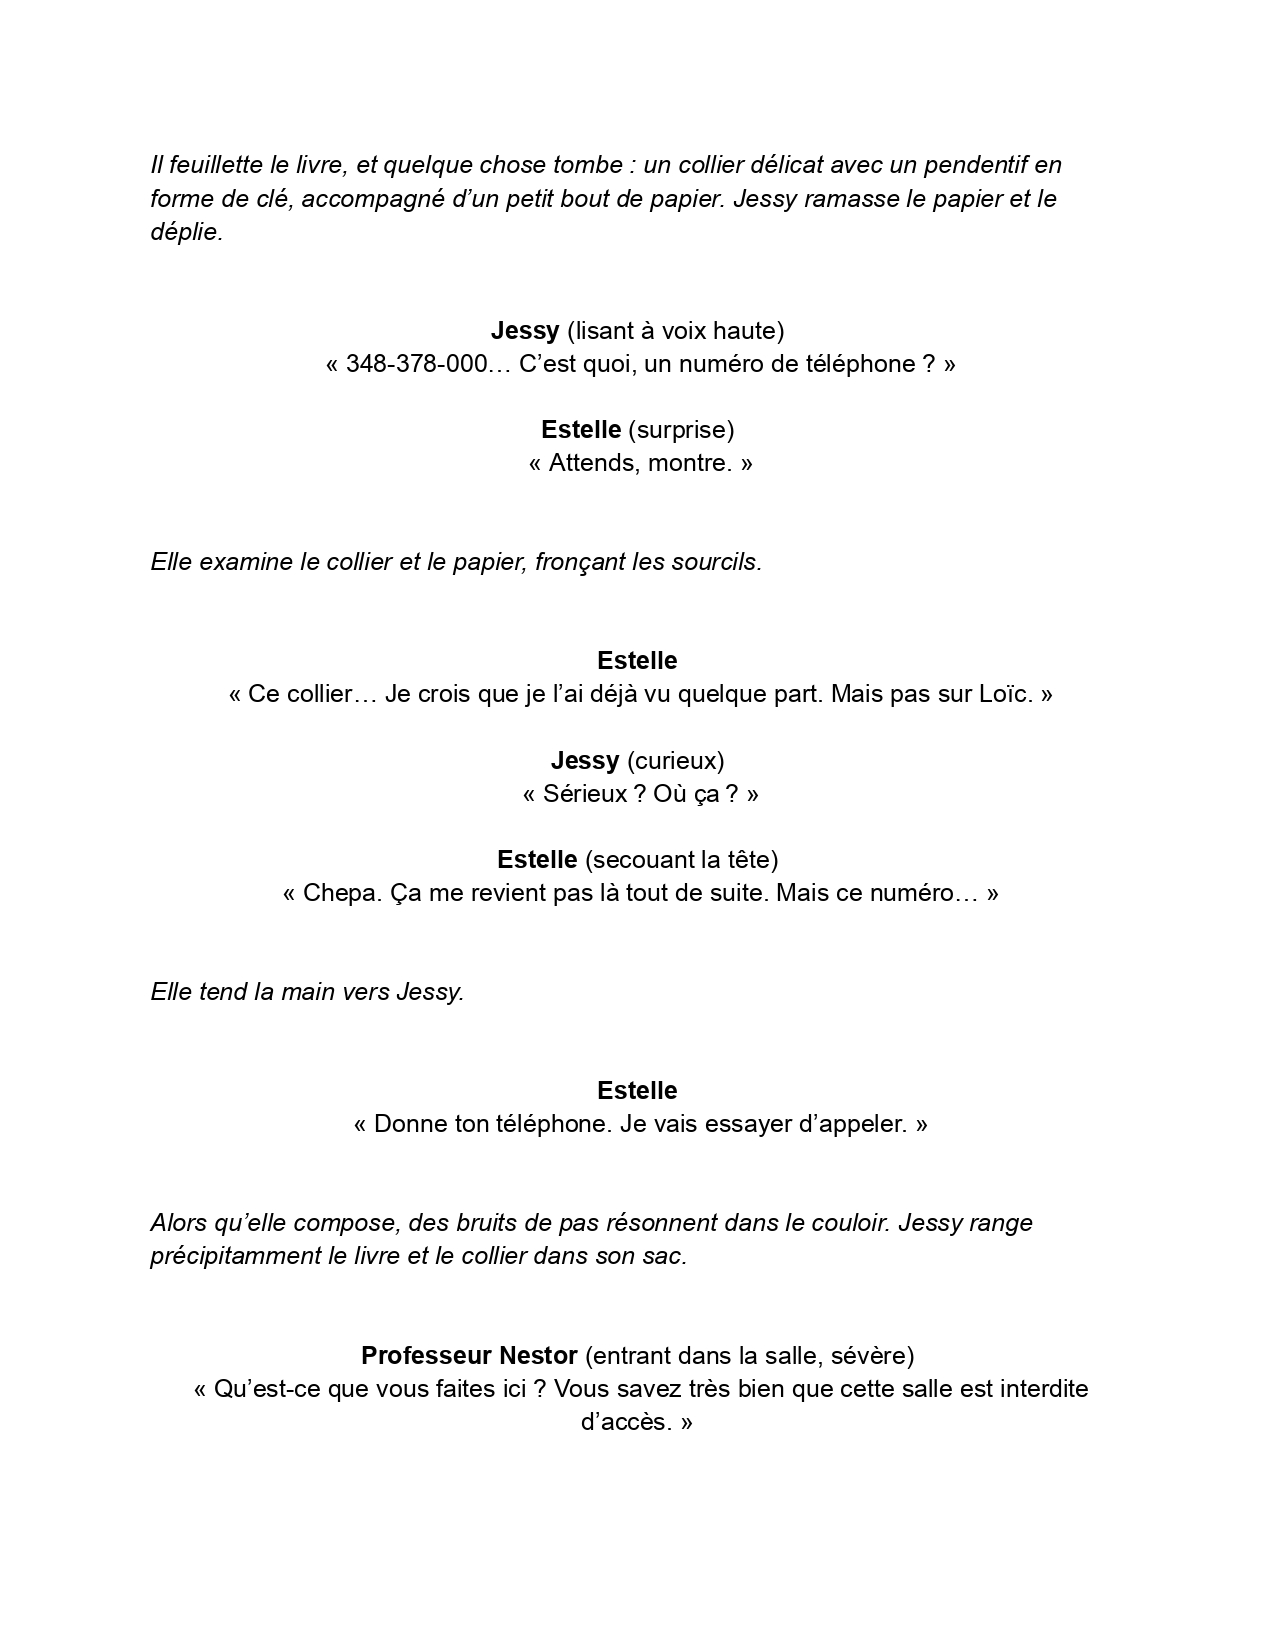 Il feuillette le livre, et quelque chose tombe : un collier délicat avec un pendentif en
forme de clé, accompagné d’un petit bout de papier. Jessy ramasse le papier et le
déplie.
Jessy (lisant à voix haute)
« 348-378-000… C’est quoi, un numéro de téléphone ? »
Estelle (surprise)
« Attends, montre. »
Elle examine le collier et le papier, fronçant les sourcils.
Estelle
« Ce collier… Je crois que je l’ai déjà vu quelque part. Mais pas sur Loïc. »
Jessy (curieux)
« Sérieux ? Où ça ? »
Estelle (secouant la tête)
« Chepa. Ça me revient pas là tout de suite. Mais ce numéro… »
Elle tend la main vers Jessy.
Estelle
« Donne ton téléphone. Je vais essayer d’appeler. »
Alors qu’elle compose, des bruits de pas résonnent dans le couloir. Jessy range
précipitamment le livre et le collier dans son sac.
Professeur Nestor (entrant dans la salle, sévère)
« Qu’est-ce que vous faites ici ? Vous savez très bien que cette salle est interdite
d’accès. »